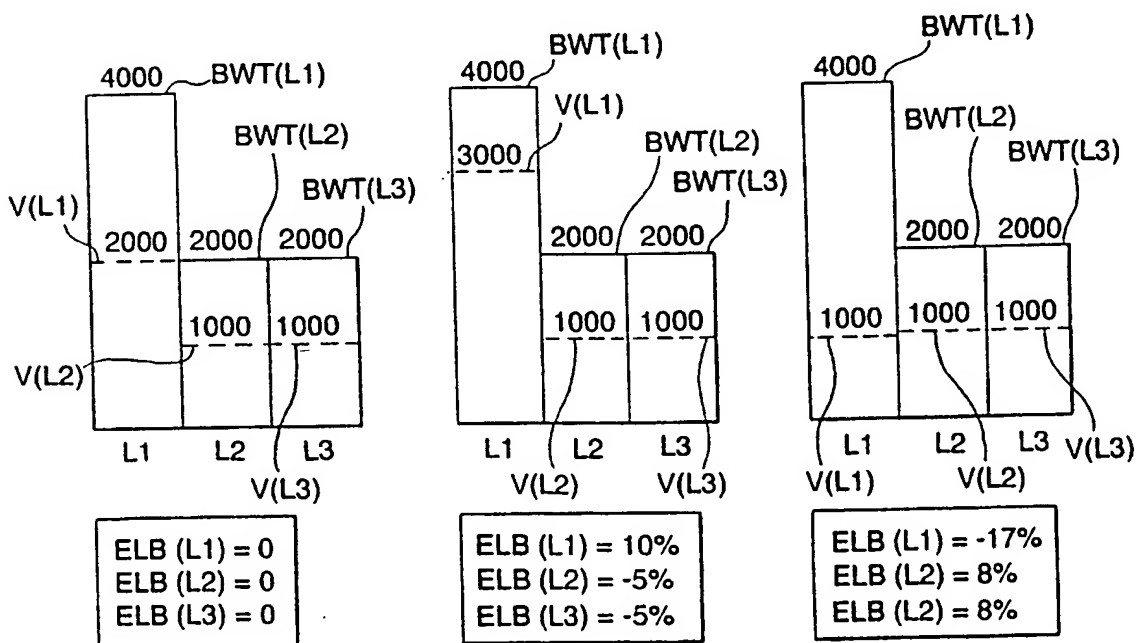 4000
BWT(L1)
BWT(L2)
BWT(L3)
V(L1)
2000 2000 2000
1000 1000
V(L2)
L1 L2 L3
V(L3)
ELB (L1) = 0
ELB (L2) = 0
ELB (L3) = 0
4000
BWT(L1)
V(L1)
3000
BWT(L2)
BWT(L3)
2000 2000
1000 1000
L1 L2 L3
V(L2) V(L3)
ELB (L1) = 10%
ELB (L2) = -5%
ELB (L3) = -5%
4000
BWT(L1)
BWT(L2)
BWT(L3)
2000 2000
1000 1000 1000
L1 L2 L3
V(L1) V(L2) V(L3)
ELB (L1) = -17%
ELB (L2) = 8%
ELB (L2) = 8%